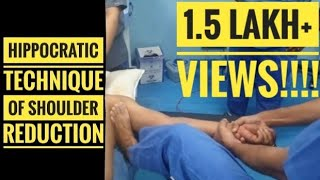 HIPPOCRATIC
TECHNIQUE
OF SHOULDER
REDUCTION
1.5 LAKH+
VIEWS!!!!